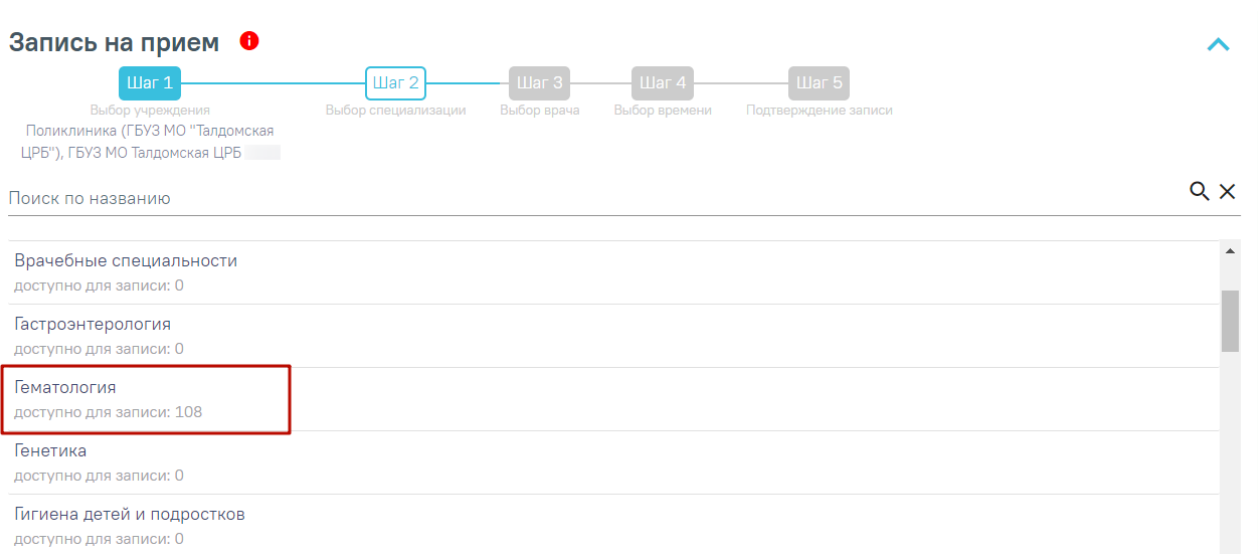 Запись на прием
Шаг 1
Шаг 2
Шаг 3
Шаг 4
Шаг 5
Выбор учреждения
Выбор специализации
Выбор врача
Выбор времени
Подтверждение записи
Поликлиника (ГБУЗ МО "Талдомская
ЦРБ"), ГБУЗ МО Талдомская ЦРБ
Поиск по названию
Врачебные специальности
доступно для записи: 0
Гастроэнтерология
доступно для записи: 0
Гематология
доступно для записи: 108
Генетика
доступно для записи: 0
Гигиена детей и подростков
доступно для записи: 0